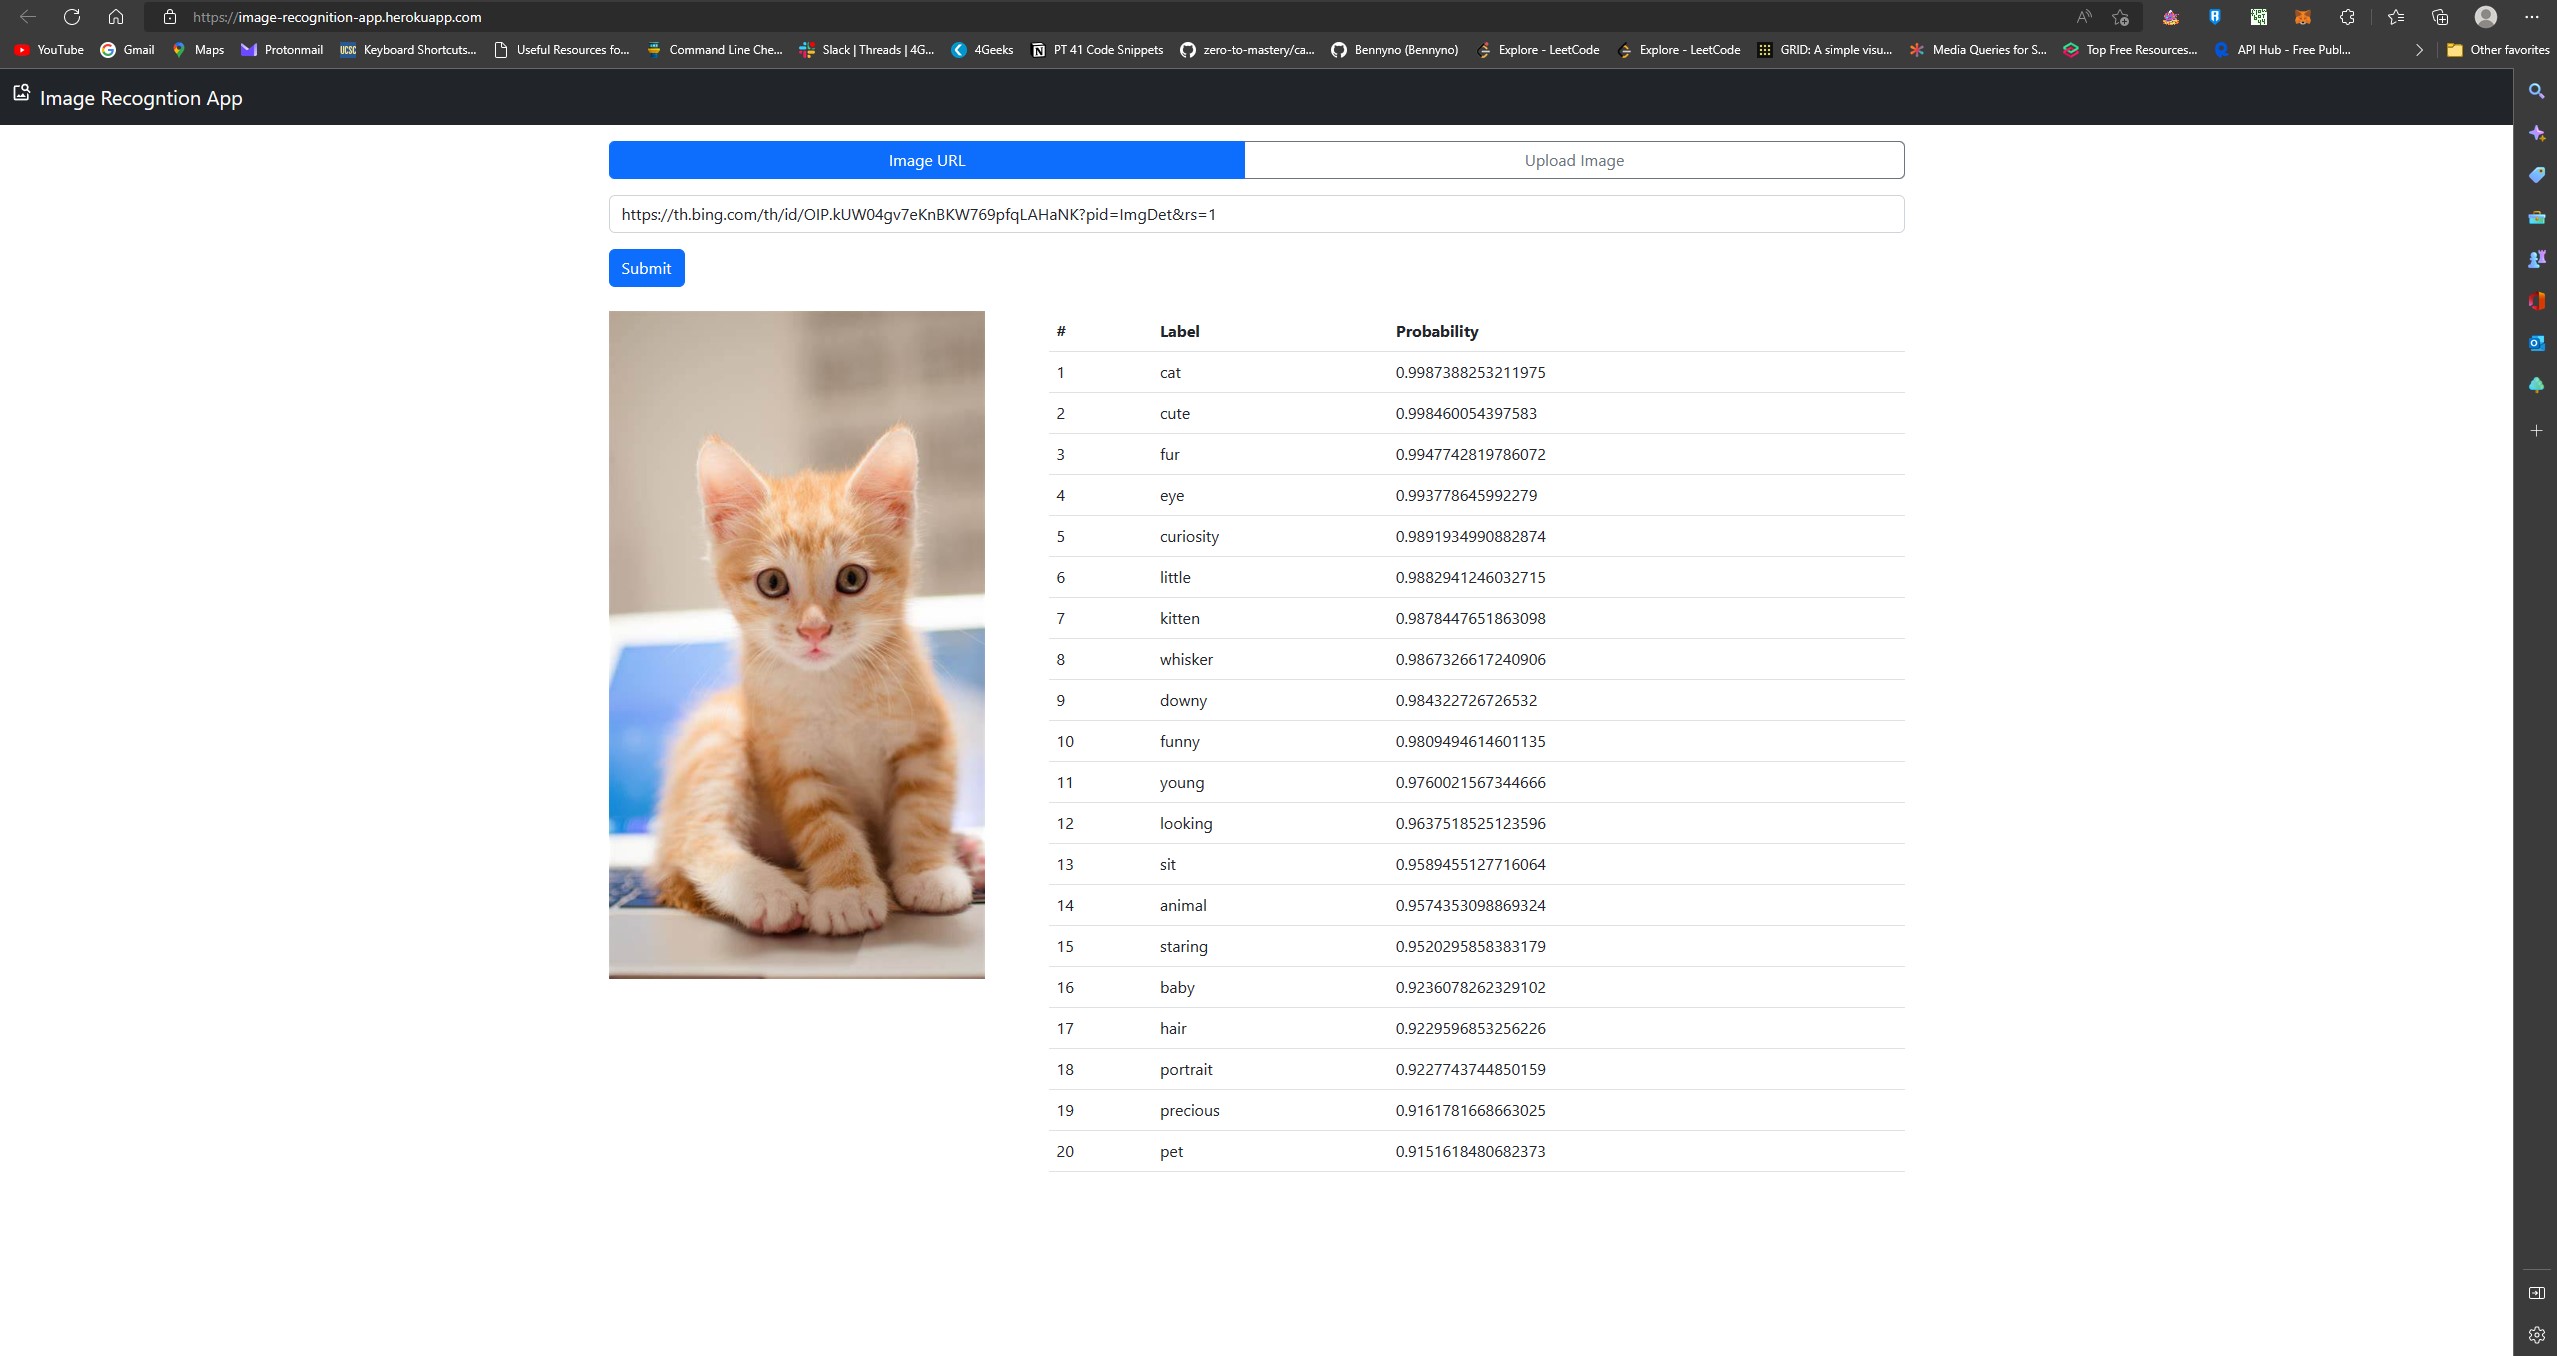 https://image-recognition-app.herokuapp.com
YouTube Gmail Maps Protonmail Keyboard Shortcuts... Useful Resources fo... Command Line Che... Slack | Threads | 4G... 4Geeks PT 41 Code Snippets zero-to-mastery/ca... Bennyno (Bennyno) Explore - LeetCode Explore - LeetCode GRID: A simple visu... Media Queries for S... Top Free Resources... API Hub - Free Publ... Other favorites
Image Recogntion App
Image URL Upload Image
https://th.bing.com/th/id/OIP.kUW04gv7eKnBKW769pfqLAHaNK?pid=ImgDet&rs=1
Submit
# Label Probability
1 cat 0.9987388253211975
2 cute 0.998460054397583
3 fur 0.9947742819786072
4 eye 0.993778645992279
5 curiosity 0.9891934990882874
6 little 0.9882941246032715
7 kitten 0.9878447651863098
8 whisker 0.9867326617240906
9 downy 0.984322726726532
10 funny 0.9809494614601135
11 young 0.9760021567344666
12 looking 0.9637518525123596
13 sit 0.9589455127716064
14 animal 0.9574353098869324
15 staring 0.9520295858383179
16 baby 0.9236078262329102
17 hair 0.9229596853256226
18 portrait 0.9227743744850159
19 precious 0.9161781668663025
20 pet 0.9151618480682373